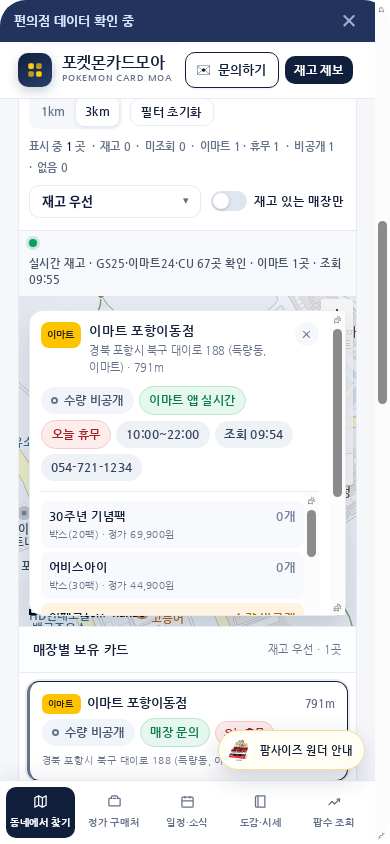 편의점 데이터 확인 중
포켓몬카드모아
POKEMON CARD MOA
문의하기
재고 제보
1km
3km
필터 초기화
표시 중 1 곳 · 재고 0 · 미조회 0 · 이마트 1 · 휴무 1 · 비공개 1
· 없음 0
재고 우선
재고 있는 매장만
실시간 재고 · GS25·이마트24·CU 67곳 확인 · 이마트 1곳 · 조회
09:55
이마트
이마트 포항이동점
경북 포항시 북구 대이로 188 (득량동,
이마트) · 791m
수량 비공개
이마트 앱 실시간
오늘 휴무
10:00~22:00
조회 09:54
054-721-1234
30주년 기념팩
0개
박스(20팩) · 정가 69,900원
어비스아이
0개
박스(30팩) · 정가 44,900원
고등어
매장별 보유 카드
재고 우선 · 1곳
이마트
이마트 포항이동점
791m
수량 비공개
매장 문의
경북 포항시 북구 대이로 188 (득량동,
팜사이즈 원더 안내
동네에서 찾기
정가 구매처
일정·소식
도감·시세
팝수 조회